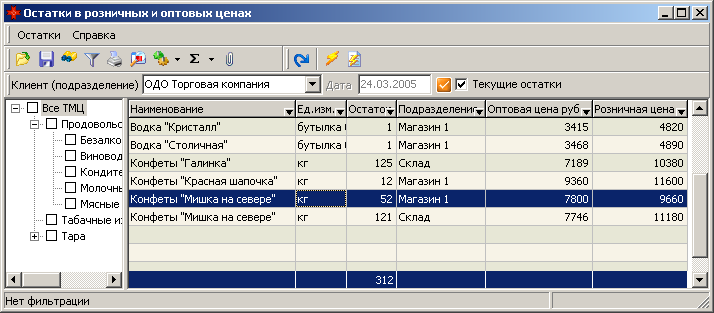 Остатки в розничных и оптовых ценах
Остатки Справка
Клиент (подразделение) ОДО Торговая компания Дата 24.03.2005 Текущие остатки
Все ТМЦ
Продовольс
Безалко
Виновод
Кондите
Молочны
Мясные
Табачные из
Тара
Наименование Ед.изм. Остато Подразделение Оптовая цена руб Розничная цена
Водка "Кристалл" бутылка 1 Магазин 1 3415 4820
Водка "Столичная" бутылка 1 Магазин 1 3468 4890
Конфеты "Галинка" кг 125 Склад 7189 10380
Конфеты "Красная шапочка" кг 12 Магазин 1 9360 11600
Конфеты "Мишка на севере" кг 52 Магазин 1 7800 9660
Конфеты "Мишка на севере" кг 121 Склад 7746 11180
312
Нет фильтрации